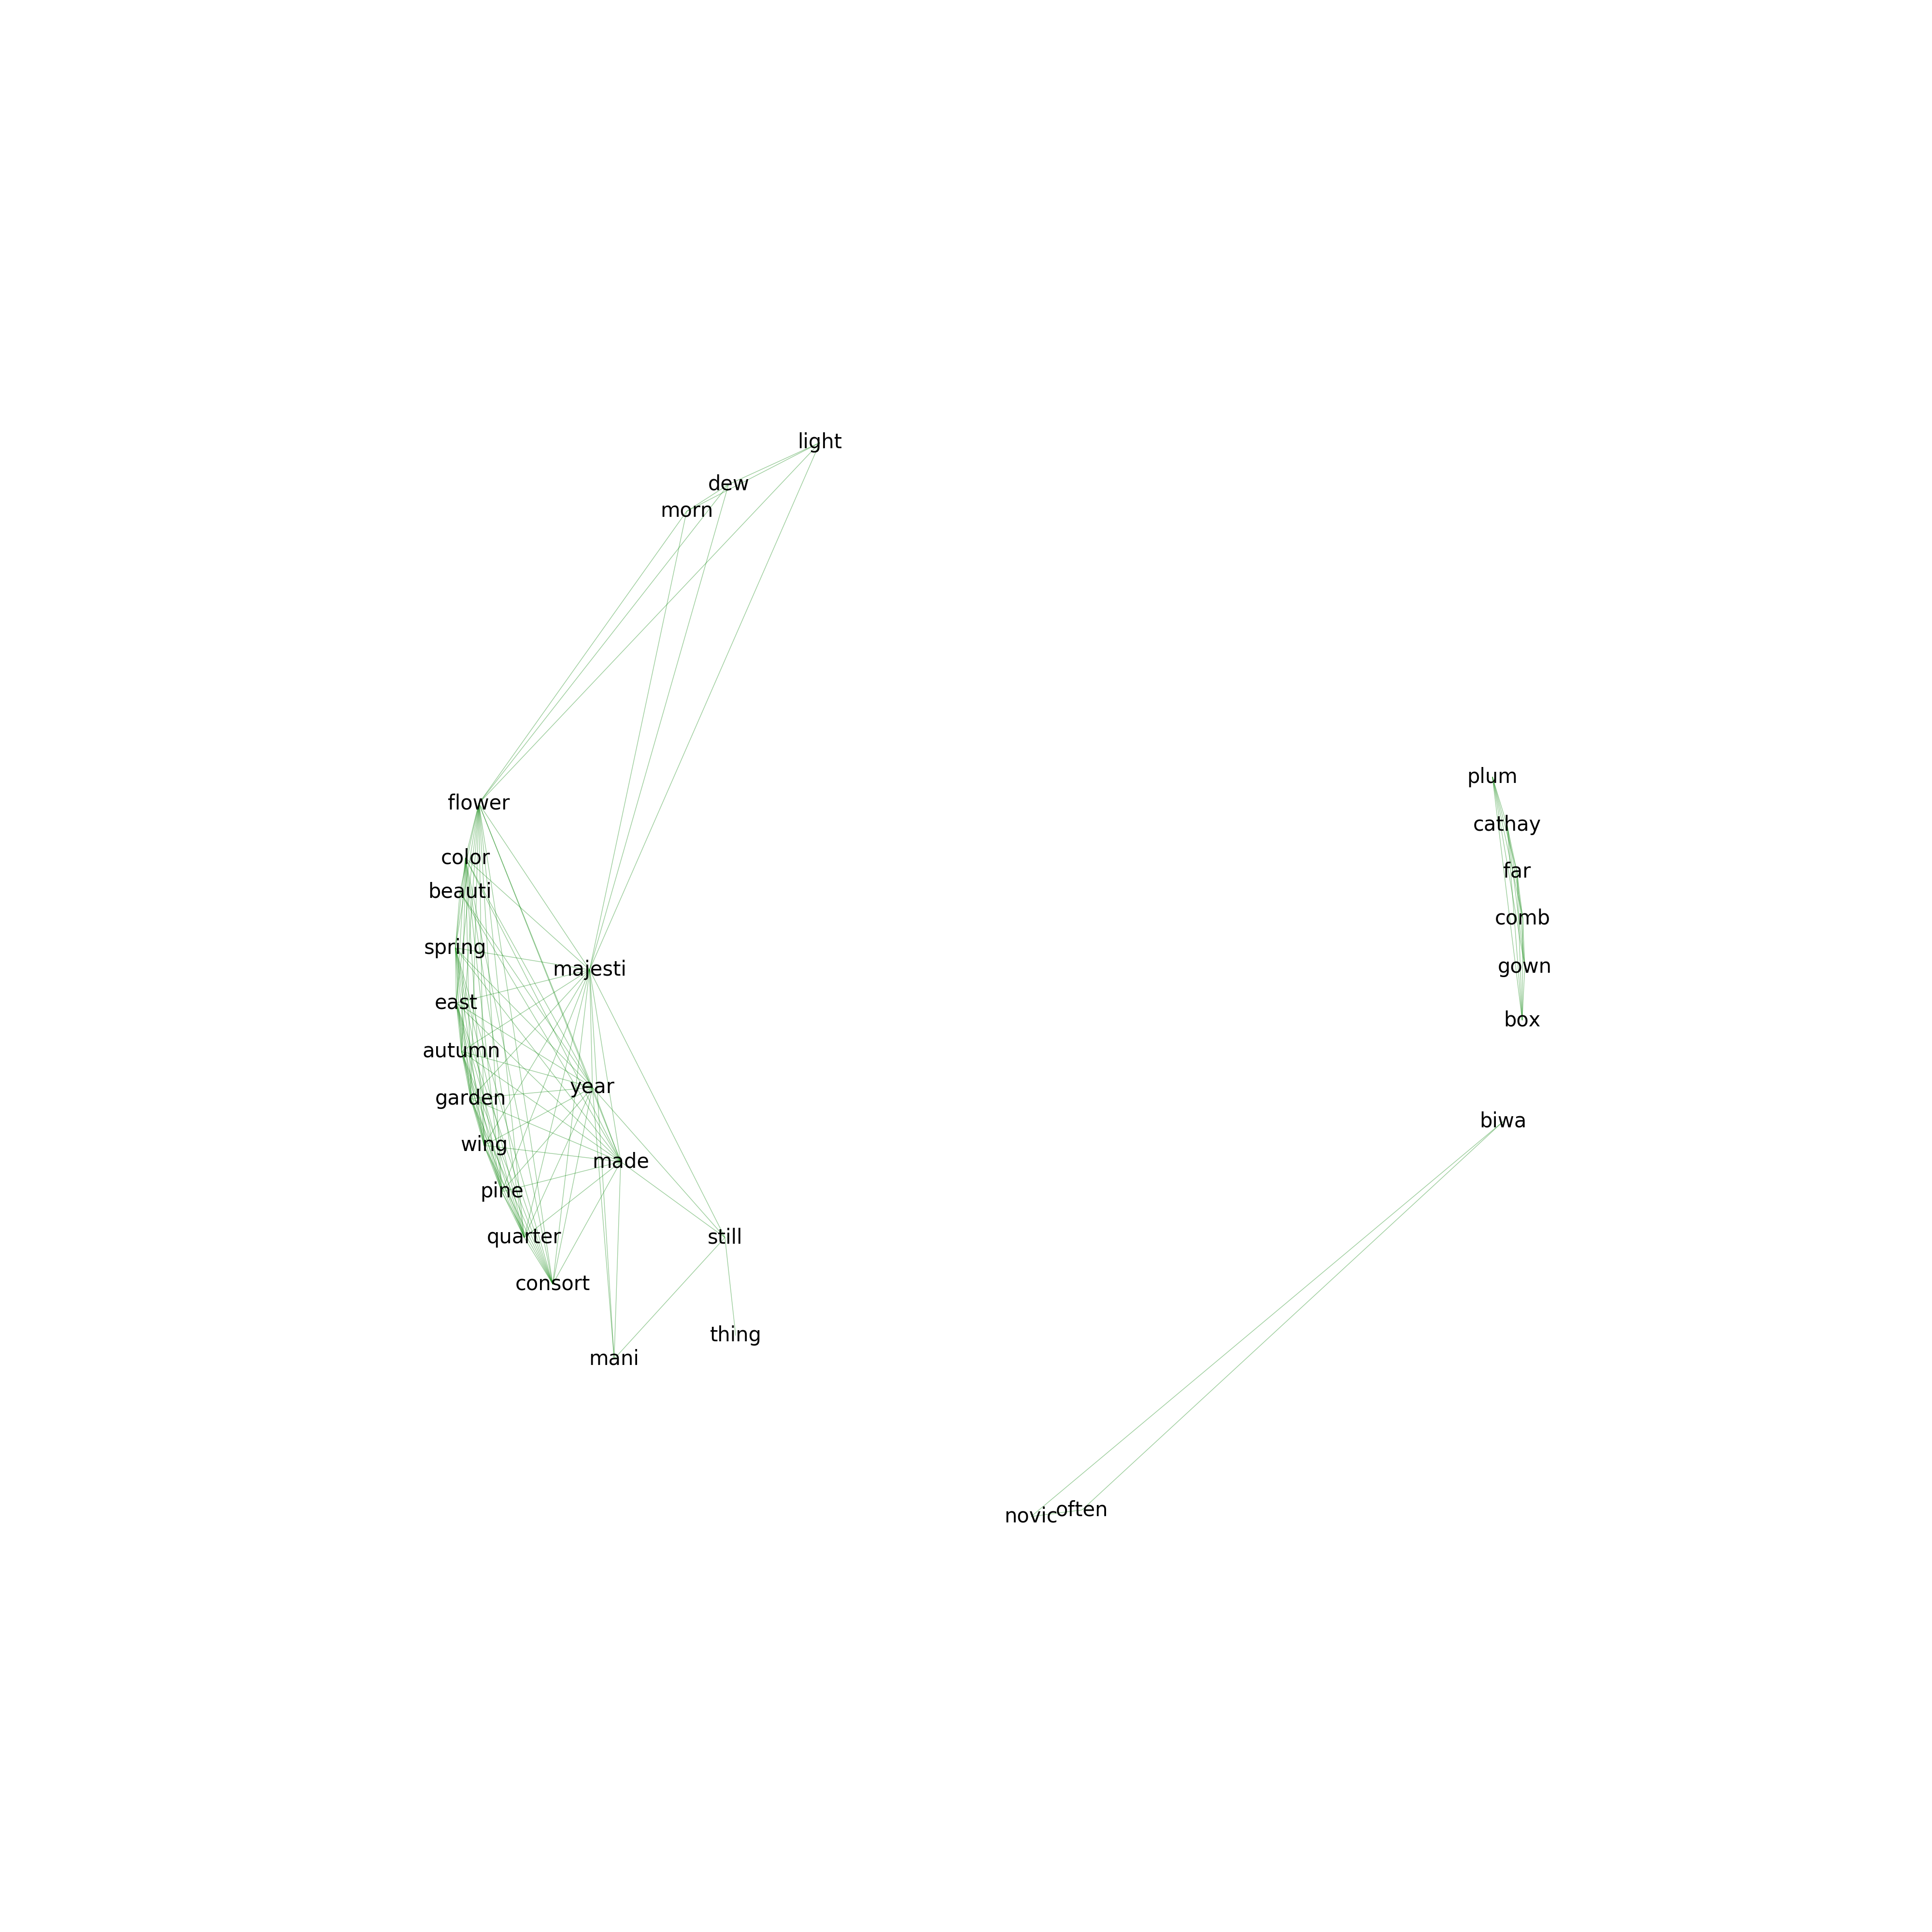 light
dew
morn
plum
flower
cathay
color
far
beauti
comb
spring
gown
majesti
east
box
autumn
year
garden
biwa
wing
made
pine
quarter
still
consort
thing
mani
often
novic